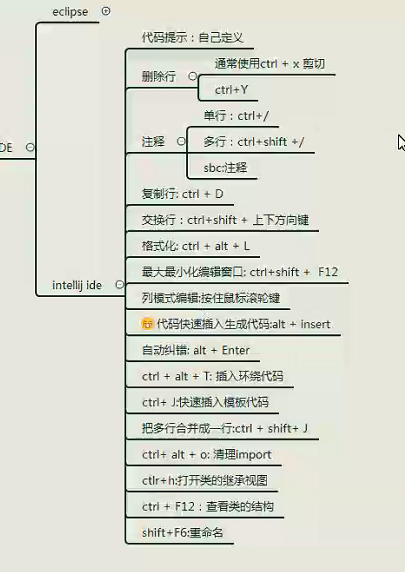 eclipse
代码提示：自己定义
删除行
通常使用ctrl + x 剪切
ctrl+Y
DE
注释
单行：ctrl+/
多行：ctrl+shift +/
sbc:注释
复制行: ctrl + D
交换行：ctrl+shift + 上下方向键
格式化: ctrl + alt + L
intellij ide
最大最小化编辑窗口: ctrl+shift + F12
列模式编辑:按住鼠标滚轮键
代码快速插入生成代码:alt + insert
自动纠错: alt + Enter
ctrl + alt + T: 插入环绕代码
ctrl+ J:快速插入模板代码
把多行合并成一行:ctrl + shift+ J
ctrl+ alt + o: 清理import
ctlr+h:打开类的继承视图
ctrl + F12：查看类的结构
shift+F6:重命名